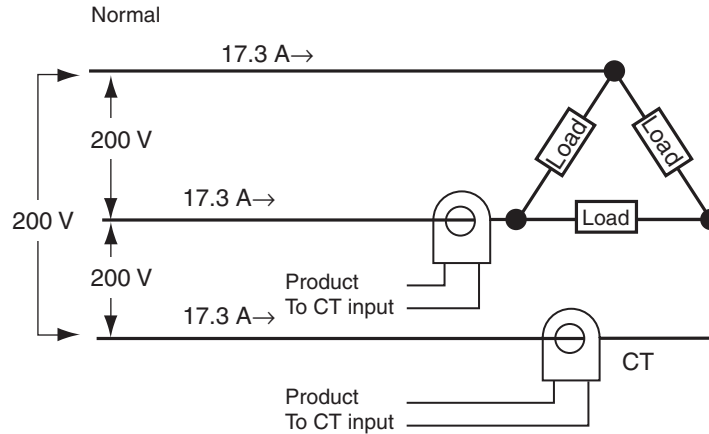 Normal
17.3 A→
Load
Load
200 V
17.3 A→
200 V
Load
200 V
Product
To CT input
17.3 A→
CT
Product
To CT input